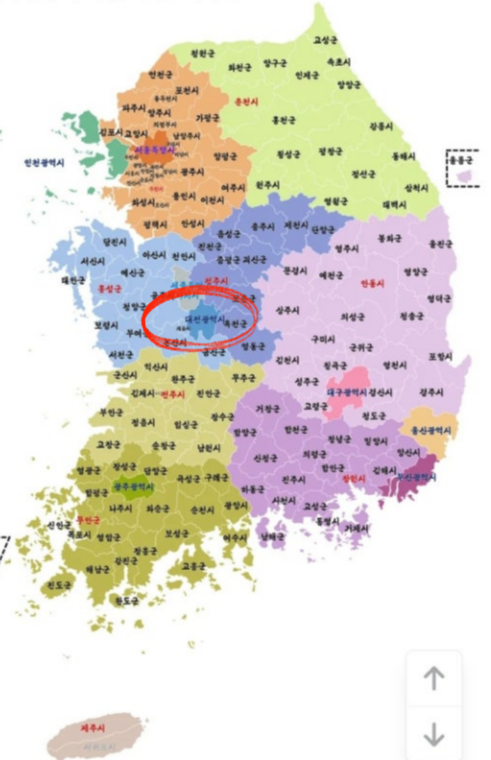 고성군
철원군
화천군
양구군
속초시
인제군
양양군
연천군
포천시
춘천시
파주시
양주시
가평군
홍천군
강릉시
김포시
고양시
남양주시
서울특별시
인천광역시
양평군
횡성군
평창군
동해시
울릉군
광주시
정선군
여주시
원주시
삼척시
화성시
용인시
이천시
영월군
태백시
평택시
안성시
음성군
충주시
제천시
단양군
봉화군
울진군
당진시
아산시
천안시
진천군
영주시
서산시
예산군
증평군
괴산군
문경시
예천군
영양군
태안군
홍성군
청주시
안동시
청양군
보은군
영덕군
상주시
의성군
청송군
보령시
부여군
대전광역시
옥천군
구미시
군위군
서천군
논산시
금산군
영동군
김천시
포항시
익산시
칠곡군
영천시
군산시
완주군
무주군
성주군
김제시
전주시
진안군
대구광역시
경산시
경주시
부안군
장수군
거창군
고령군
청도군
정읍시
임실군
함양군
합천군
울산광역시
고창군
순창군
남원시
창녕군
밀양시
양산시
산청군
의령군
영광군
장성군
담양군
곡성군
구례군
함안군
김해시
부산광역시
함평군
광주광역시
하동군
진주시
창원시
나주시
화순군
순천시
광양시
사천시
고성군
신안군
무안군
통영시
거제시
목포시
영암군
보성군
여수시
남해군
장흥군
해남군
강진군
고흥군
진도군
완도군
제주시
서귀포시